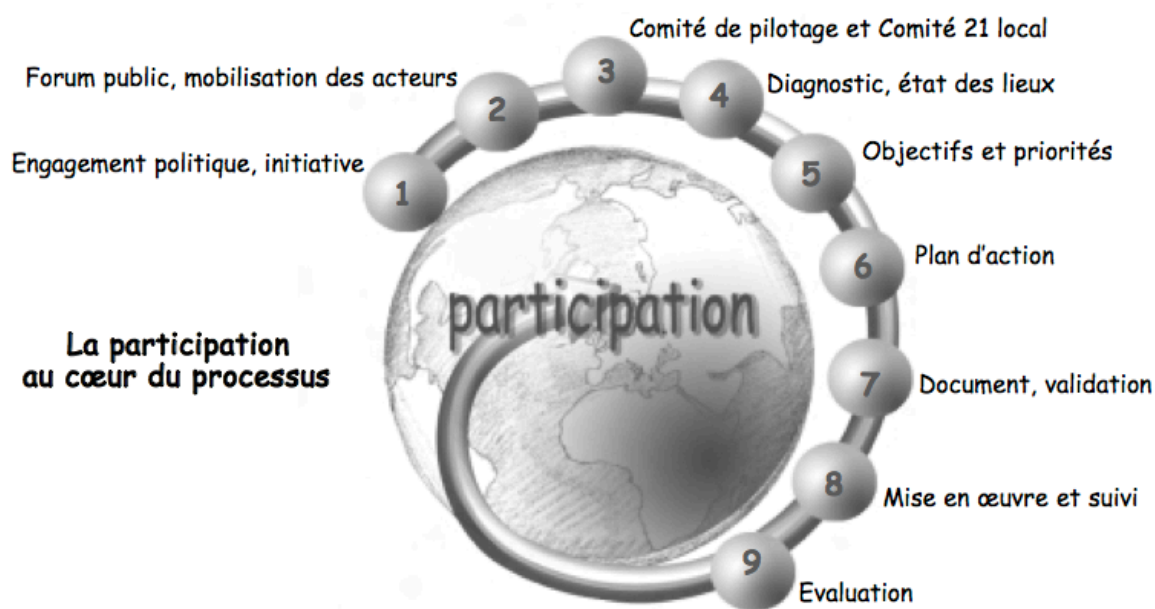 Comité de pilotage et Comité 21 local
3
Forum public, mobilisation des acteurs
2
4
Diagnostic, état des lieux
Engagement politique, initiative
1
5
Objectifs et priorités
6
Plan d'action
participation
La participation
au cœur du processus
7
Document, validation
8
Mise en œuvre et suivi
9
Evaluation